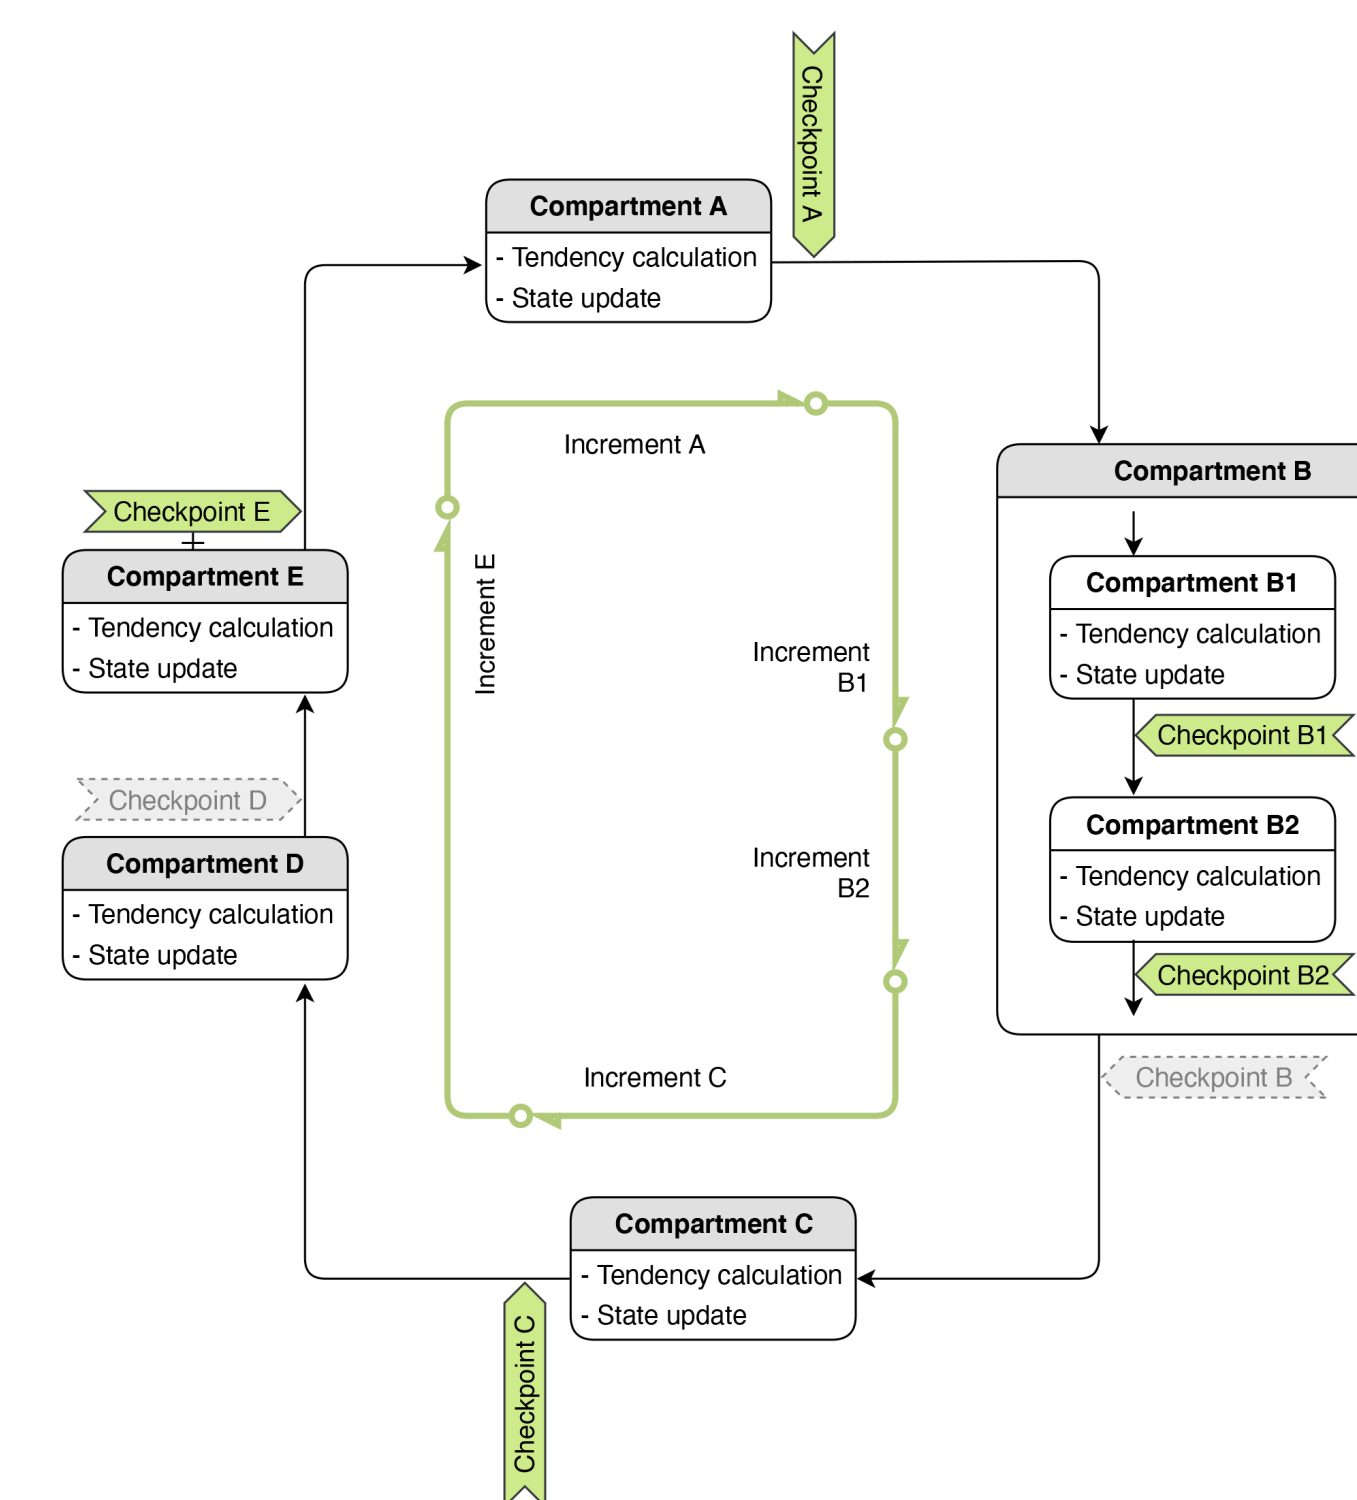 Checkpoint A
Compartment A
- Tendency calculation
- State update
Increment A
Compartment B
Checkpoint E
Compartment E
- Tendency calculation
- State update
Increment E
Increment
B1
Compartment B1
- Tendency calculation
- State update
Checkpoint B1
Checkpoint D
Compartment D
- Tendency calculation
- State update
Increment
B2
Compartment B2
- Tendency calculation
- State update
Checkpoint B2
Increment C
Checkpoint B
Compartment C
- Tendency calculation
- State update
Checkpoint C